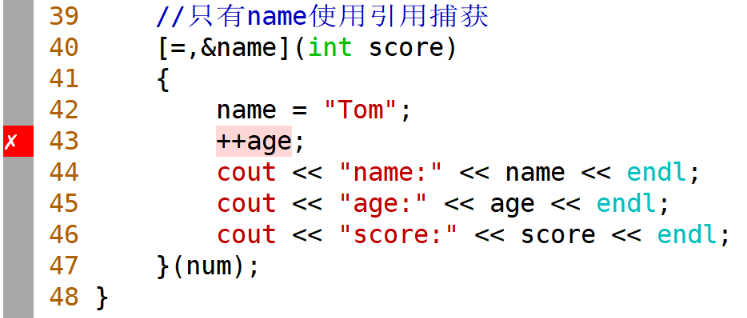 39 //只有name使用引用捕获
40 [=,&name](int score)
41 {
42 name = "Tom";
✗ 43 ++age;
44 cout << "name:" << name << endl;
45 cout << "age:" << age << endl;
46 cout << "score:" << score << endl;
47 }(num);
48 }